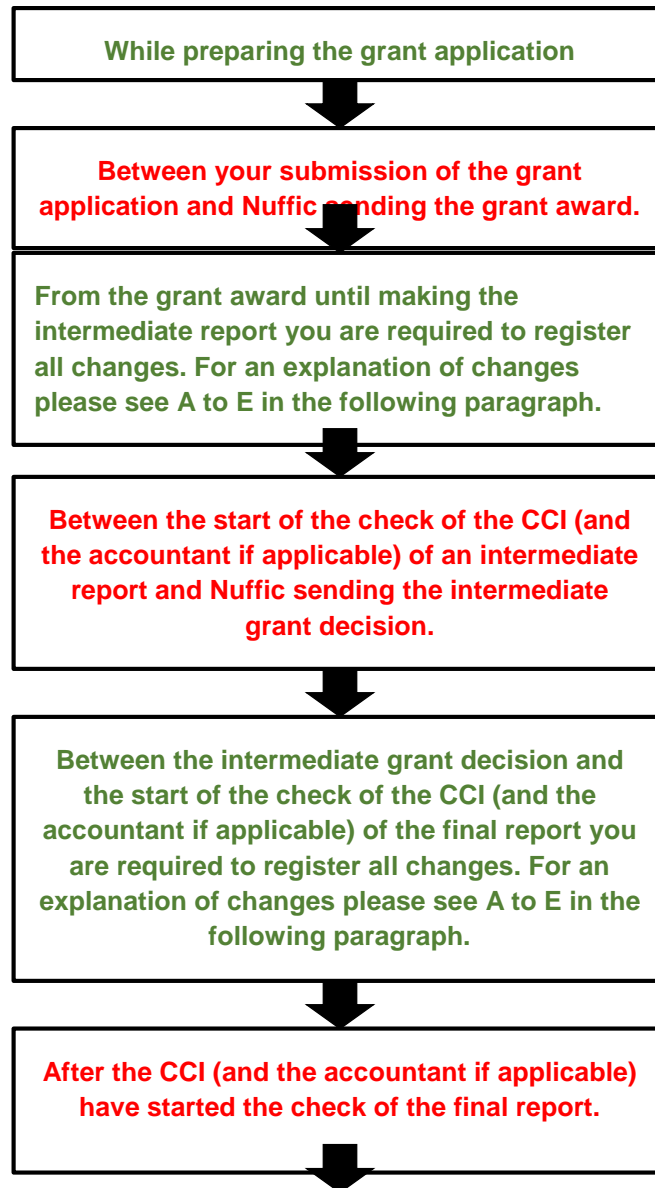 While preparing the grant application
Between your submission of the grant
application and Nuffic sending the grant award.
From the grant award until making the
intermediate report you are required to register
all changes. For an explanation of changes
please see A to E in the following paragraph.
Between the start of the check of the CCI (and
the accountant if applicable) of an intermediate
report and Nuffic sending the intermediate
grant decision.
Between the intermediate grant decision and
the start of the check of the CCI (and the
accountant if applicable) of the final report you
are required to register all changes. For an
explanation of changes please see A to E in the
following paragraph.
After the CCI (and the accountant if applicable)
have started the check of the final report.